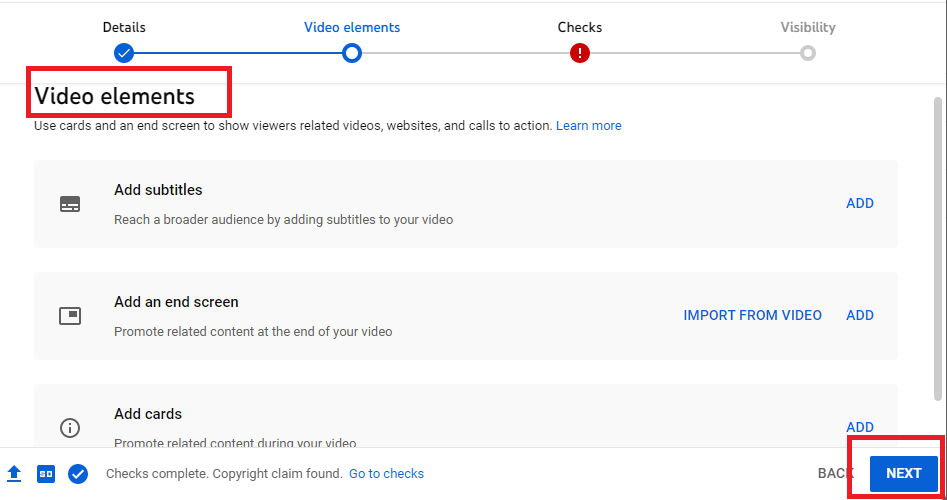 Details Video elements Checks Visibility
Video elements
Use cards and an end screen to show viewers related videos, websites, and calls to action. Learn more
Add subtitles
Reach a broader audience by adding subtitles to your video
ADD
Add an end screen
Promote related content at the end of your video
IMPORT FROM VIDEO ADD
Add cards
Promote related content during your video
ADD
SD Checks complete. Copyright claim found. Go to checks
BACK NEXT